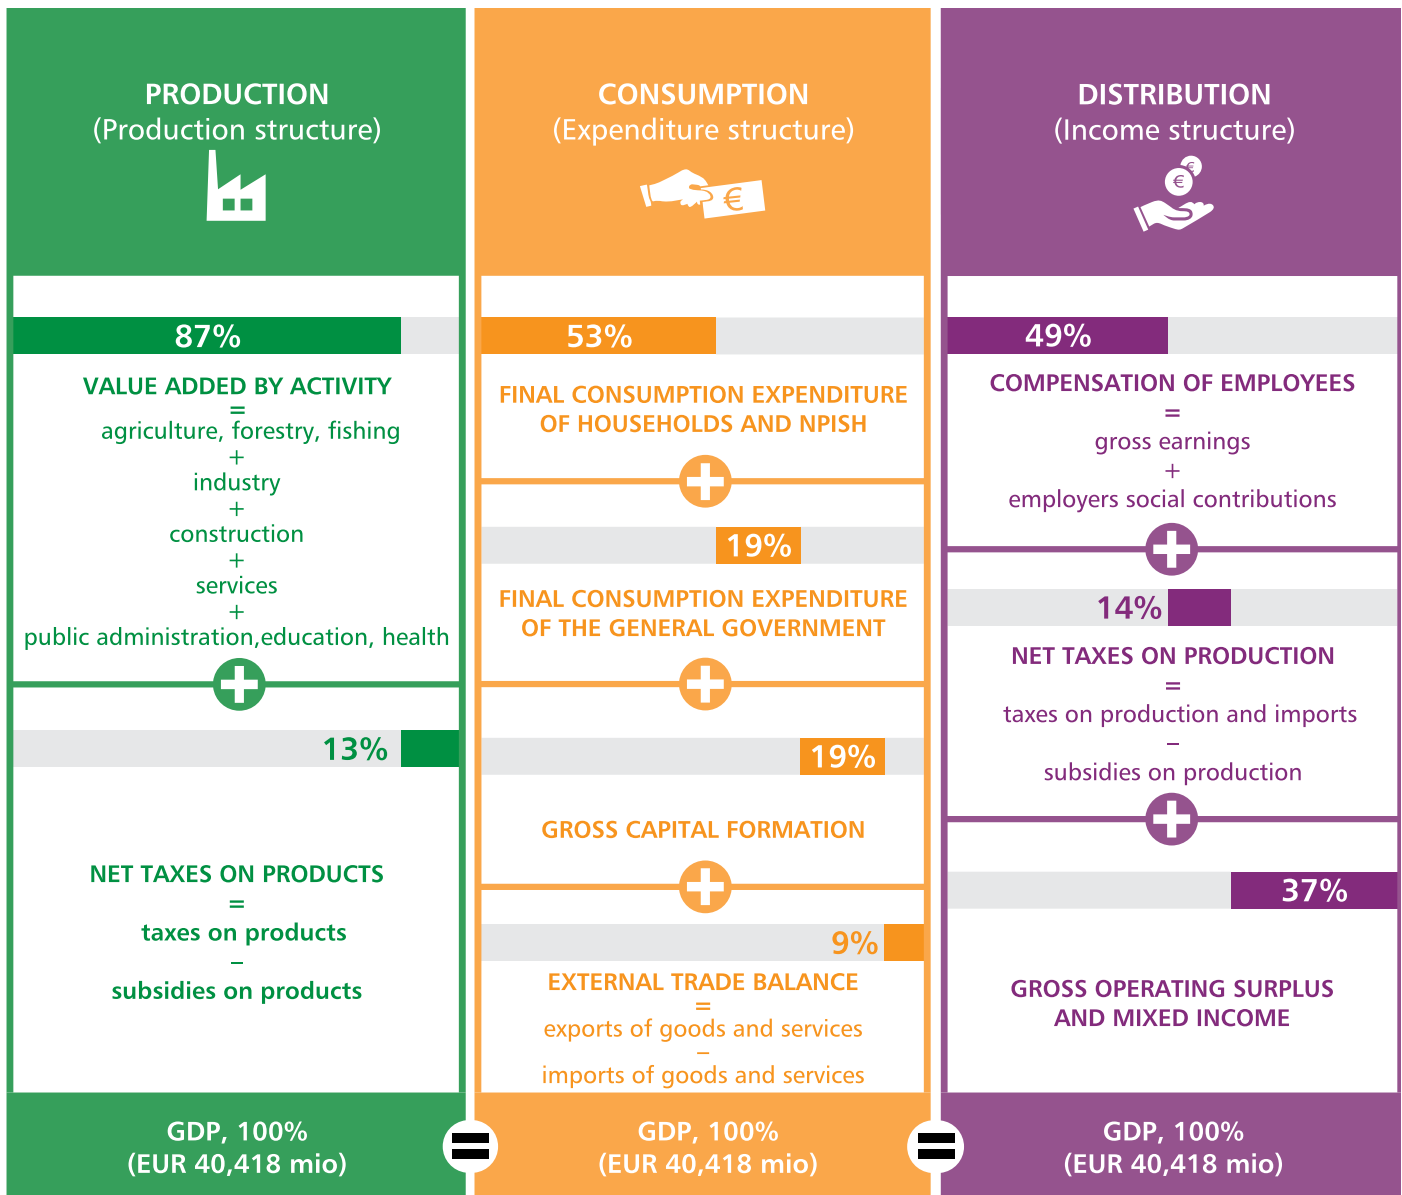 PRODUCTION
(Production structure)
87%
VALUE ADDED BY ACTIVITY
=
agriculture, forestry, fishing
+
industry
+
construction
+
services
+
public administration,education, health
+
13%
NET TAXES ON PRODUCTS
=
taxes on products
–
subsidies on products
GDP, 100%
(EUR 40,418 mio)
=
CONSUMPTION
(Expenditure structure)
€
53%
FINAL CONSUMPTION EXPENDITURE
OF HOUSEHOLDS AND NPISH
+
19%
FINAL CONSUMPTION EXPENDITURE
OF THE GENERAL GOVERNMENT
+
19%
GROSS CAPITAL FORMATION
+
9%
EXTERNAL TRADE BALANCE
=
exports of goods and services
–
imports of goods and services
GDP, 100%
(EUR 40,418 mio)
=
DISTRIBUTION
(Income structure)
€
€
49%
COMPENSATION OF EMPLOYEES
=
gross earnings
+
employers social contributions
+
14%
NET TAXES ON PRODUCTION
=
taxes on production and imports
–
subsidies on production
+
37%
GROSS OPERATING SURPLUS
AND MIXED INCOME
GDP, 100%
(EUR 40,418 mio)